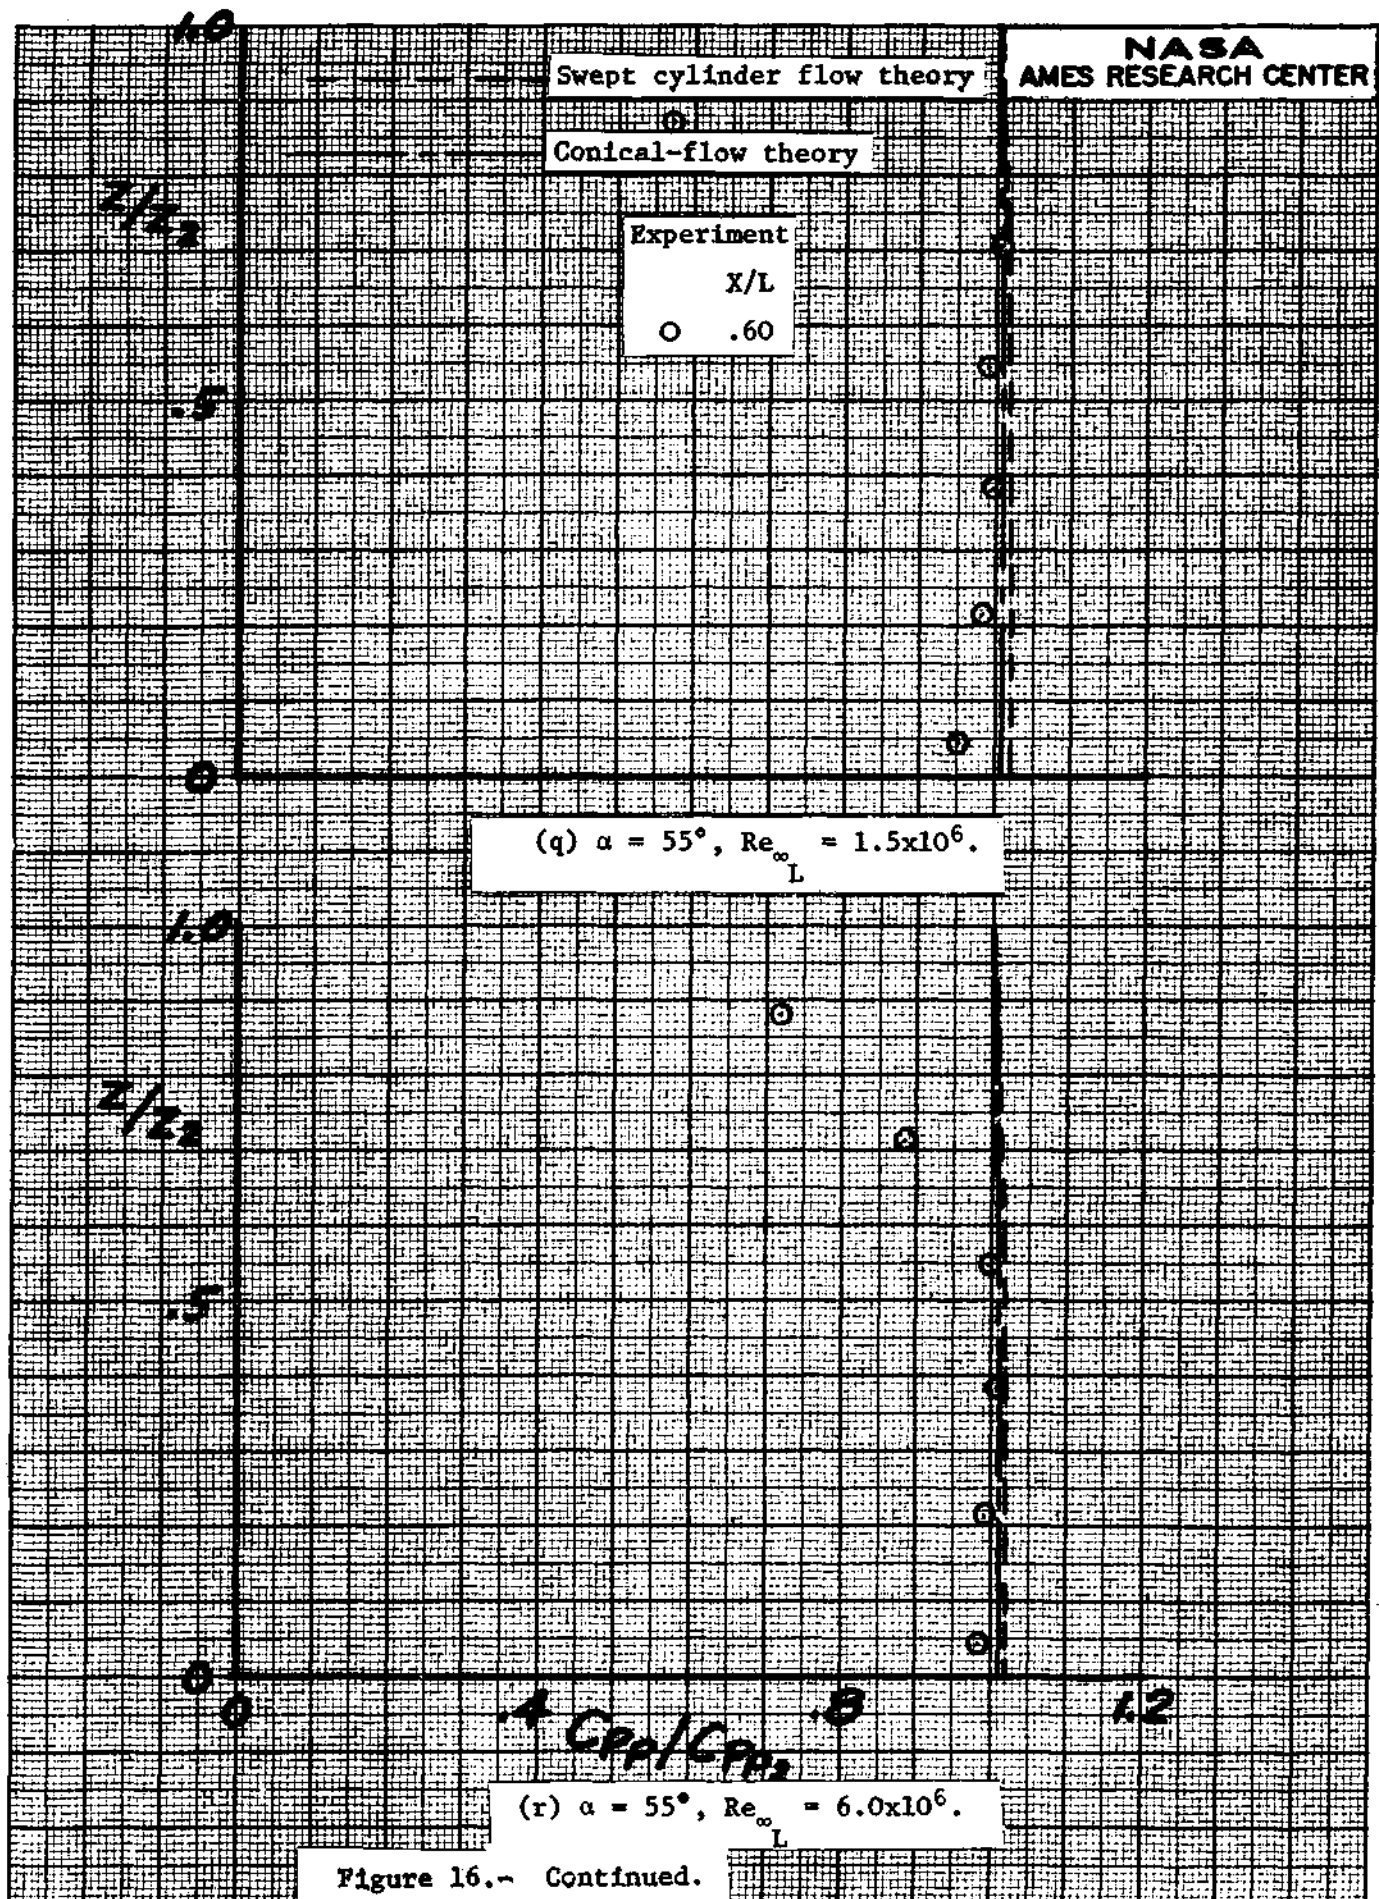 1.0
NASA
AMES RESEARCH CENTER
Swept cylinder flow theory
Conical-flow theory
Z/Z2
Experiment
X/L
.60
.5
0
(q) α = 55°, Re∞L = 1.5x10⁶.
1.0
Z/Z2
.5
0
0 .4 .8 1.2
CPP/CPP2
(r) α = 55°, Re∞L = 6.0x10⁶.
Figure 16.- Continued.